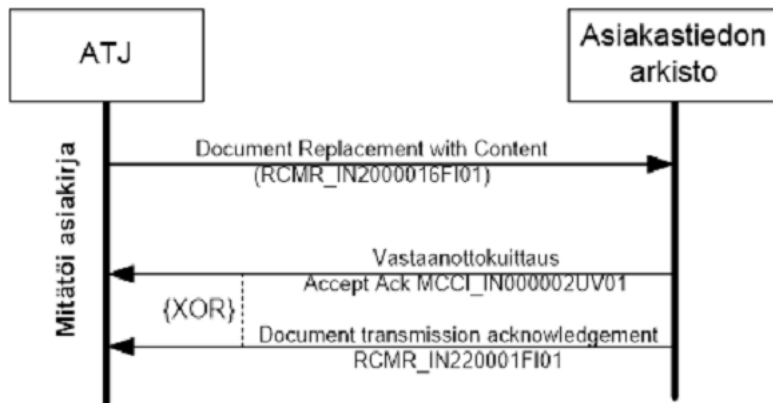 ATJ
Asiakastiedon
arkisto
Mitätöi asiakirja
Document Replacement with Content
(RCMR_IN2000016FI01)
Vastaanottokuittaus
Accept Ack MCCI_IN000002UV01
{XOR}
Document transmission acknowledgement
RCMR_IN220001FI01